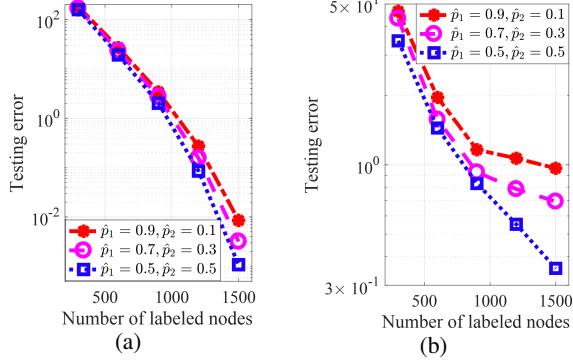 10^2
10^0
10^-2
Testing error
p̂1 = 0.9, p̂2 = 0.1
p̂1 = 0.7, p̂2 = 0.3
p̂1 = 0.5, p̂2 = 0.5
500 1000 1500
Number of labeled nodes
(a)
5 × 10^1
10^0
3 × 10^-1
Testing error
p̂1 = 0.9, p̂2 = 0.1
p̂1 = 0.7, p̂2 = 0.3
p̂1 = 0.5, p̂2 = 0.5
500 1000 1500
Number of labeled nodes
(b)